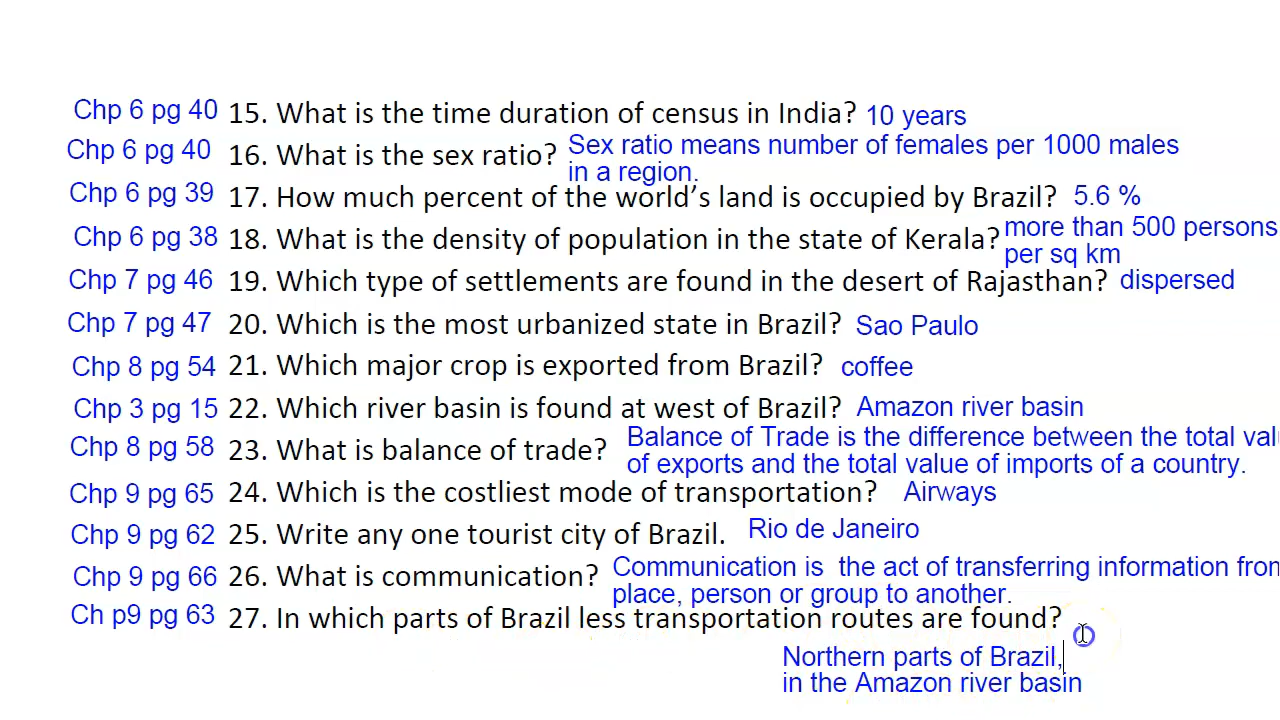 Chp 6 pg 40 15. What is the time duration of census in India? 10 years
Chp 6 pg 40 16. What is the sex ratio? Sex ratio means number of females per 1000 males
in a region.
Chp 6 pg 39 17. How much percent of the world's land is occupied by Brazil? 5.6 %
Chp 6 pg 38 18. What is the density of population in the state of Kerala? more than 500 persons
per sq km
Chp 7 pg 46 19. Which type of settlements are found in the desert of Rajasthan? dispersed
Chp 7 pg 47 20. Which is the most urbanized state in Brazil? Sao Paulo
Chp 8 pg 54 21. Which major crop is exported from Brazil? coffee
Chp 3 pg 15 22. Which river basin is found at west of Brazil? Amazon river basin
Chp 8 pg 58 23. What is balance of trade? Balance of Trade is the difference between the total
of exports and the total value of imports of a country.
Chp 9 pg 65 24. Which is the costliest mode of transportation? Airways
Chp 9 pg 62 25. Write any one tourist city of Brazil. Rio de Janeiro
Chp 9 pg 66 26. What is communication? Communication is the act of transferring information
place, person or group to another.
Ch p9 pg 63 27. In which parts of Brazil less transportation routes are found?
Northern parts of Brazil,
in the Amazon river basin